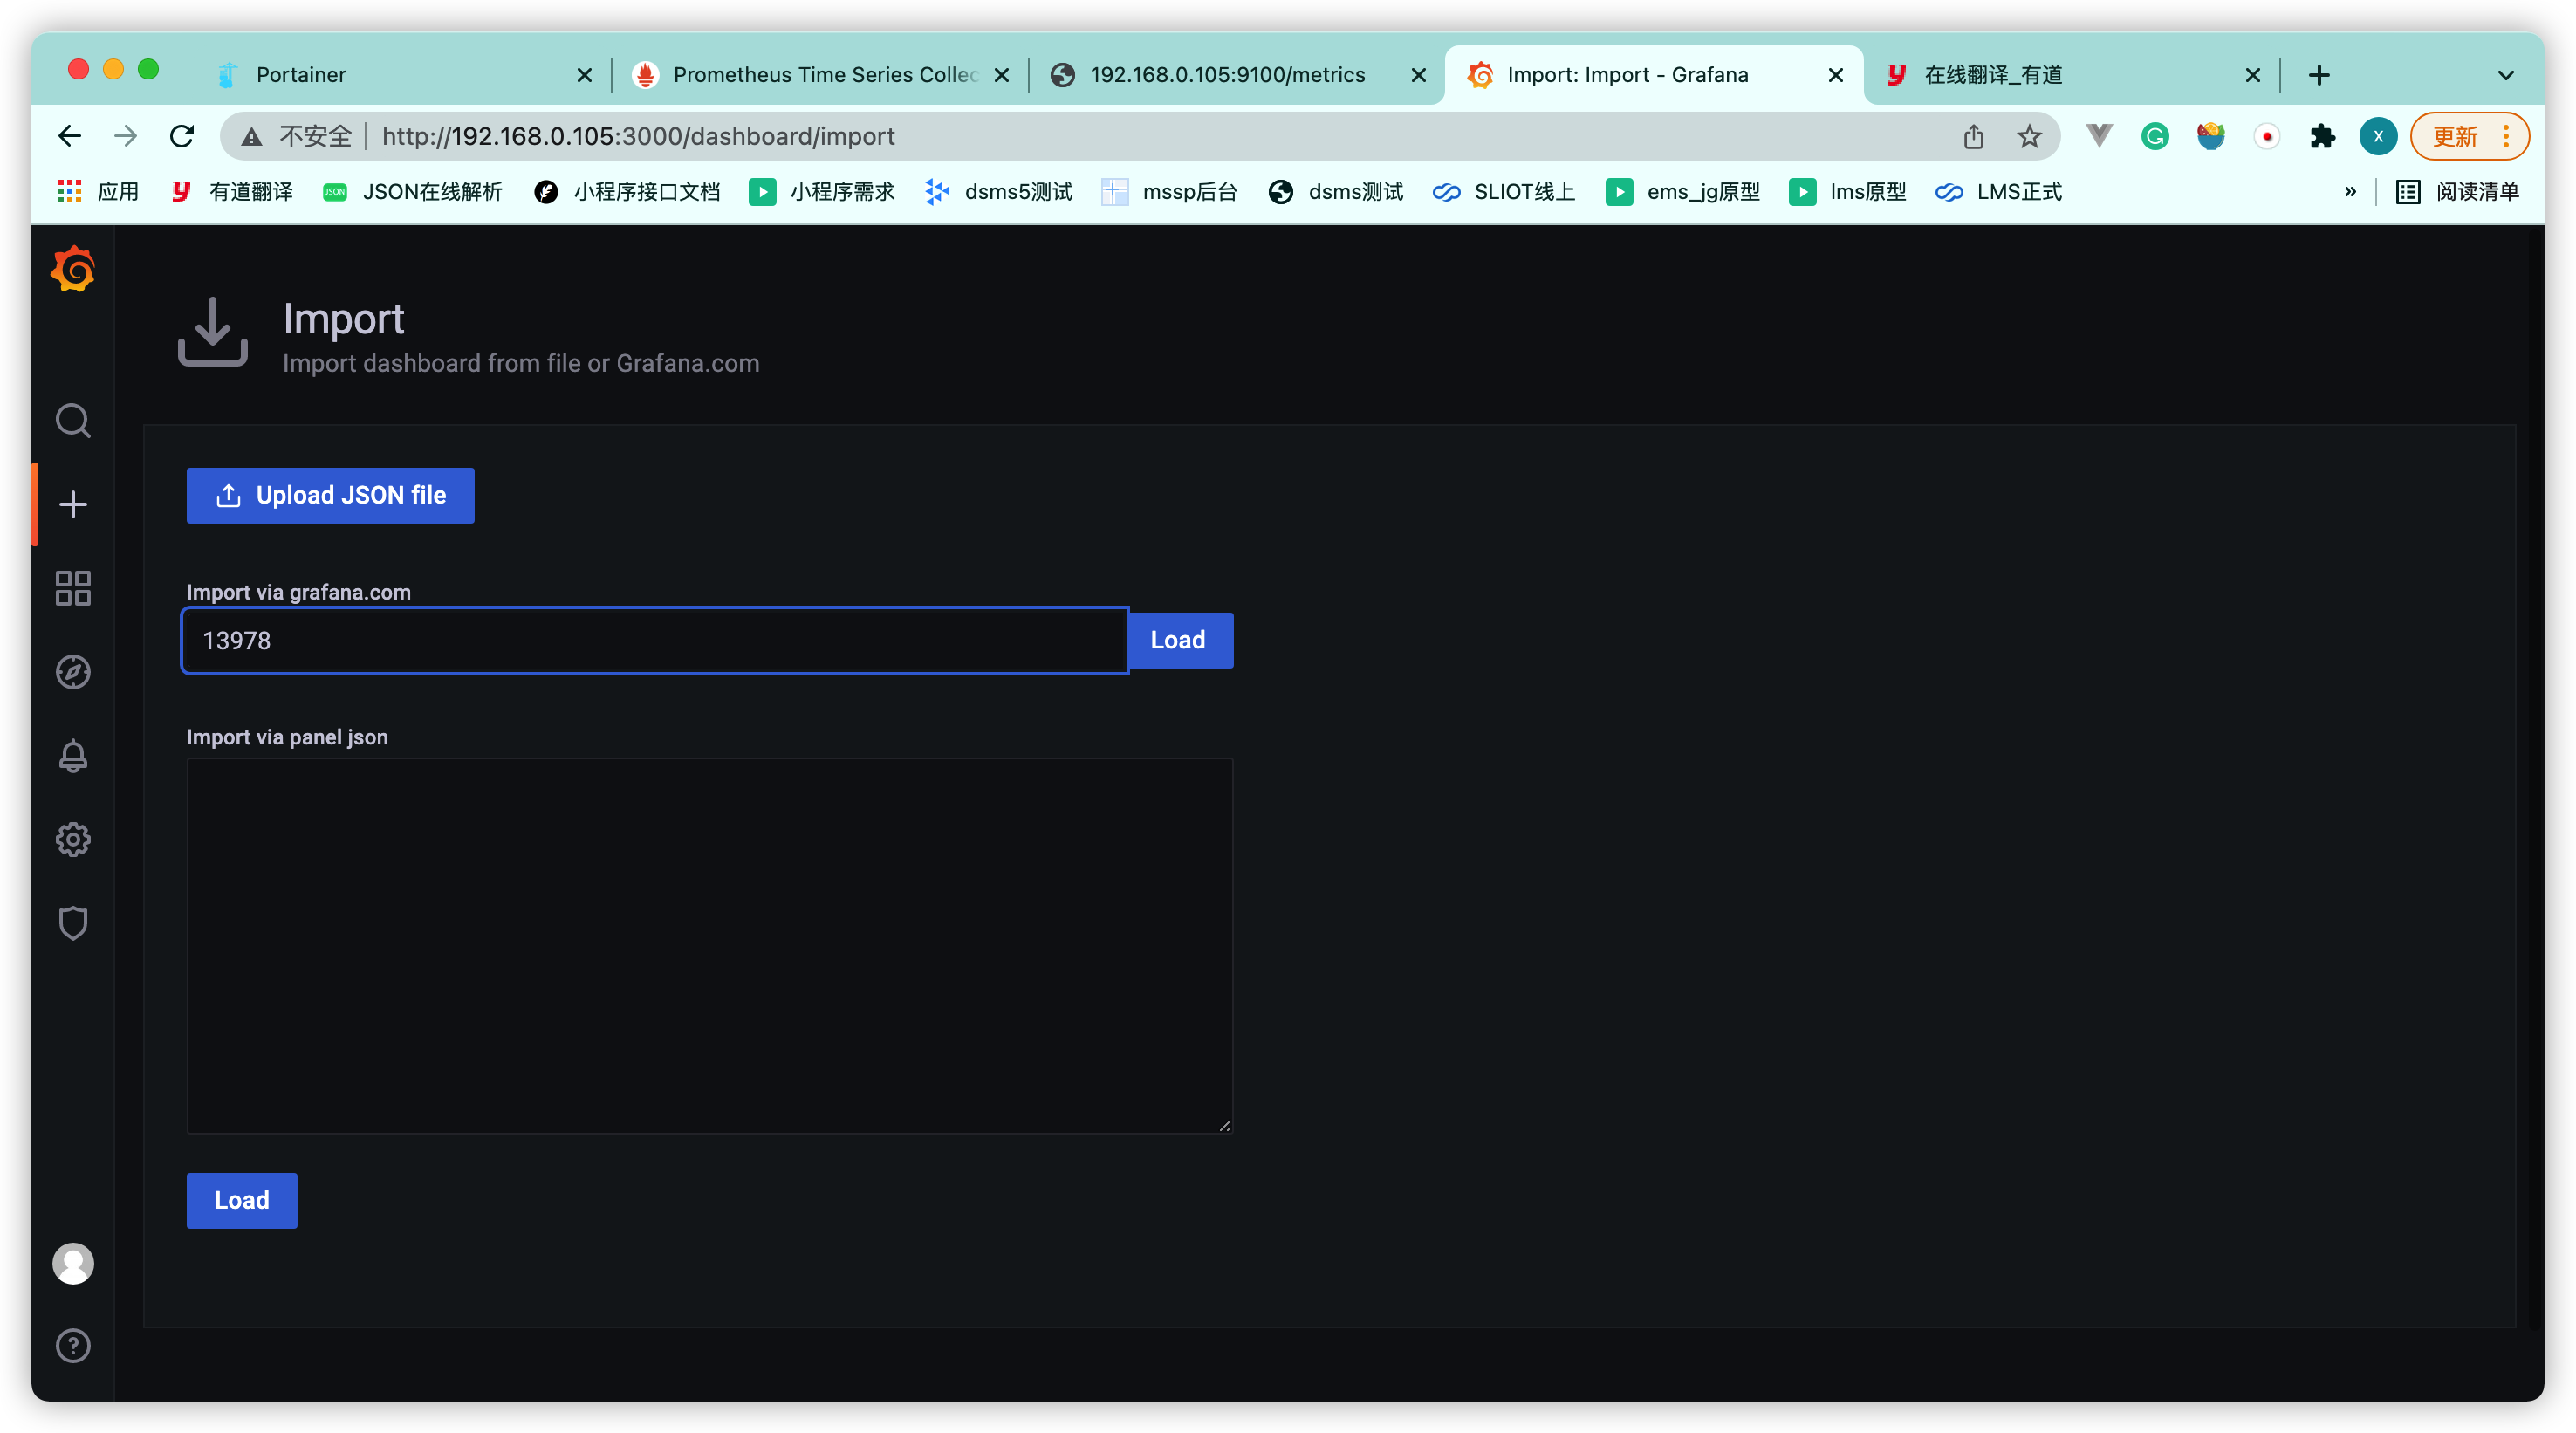 Portainer
Prometheus Time Series Collec
192.168.0.105:9100/metrics
Import: Import - Grafana
在线翻译_有道
不安全
http://192.168.0.105:3000/dashboard/import
X
更新
应用
有道翻译
JSON
JSON在线解析
小程序接口文档
小程序需求
dsms5测试
mssp后台
dsms测试
SLIOT线上
ems_jg原型
lms原型
LMS正式
»
阅读清单
Import
Import dashboard from file or Grafana.com
Upload JSON file
Import via grafana.com
13978
Load
Import via panel json
Load